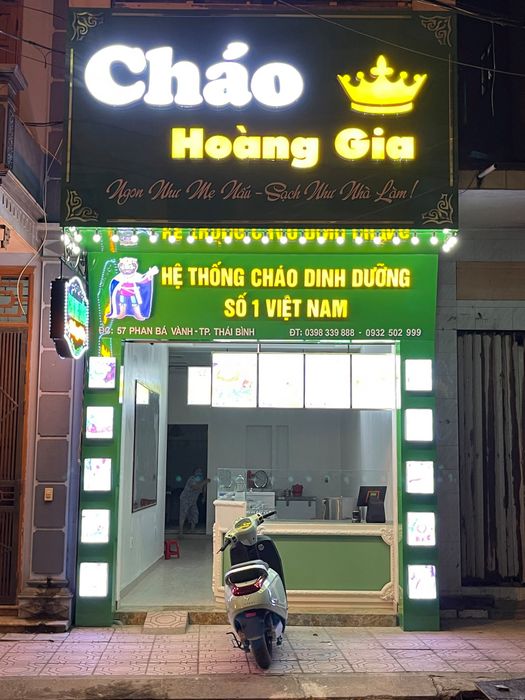 Cháo
Hoàng Gia
Ngon Như Mẹ Nấu - Sạch Như Nhà Làm!
HỆ THỐNG CHÁO DINH DƯỠNG
SỐ 1 VIỆT NAM
ĐC: 57 PHAN BÁ VÀNH - TP. THÁI BÌNH
ĐT: 0398 339 888 - 0932 502 999